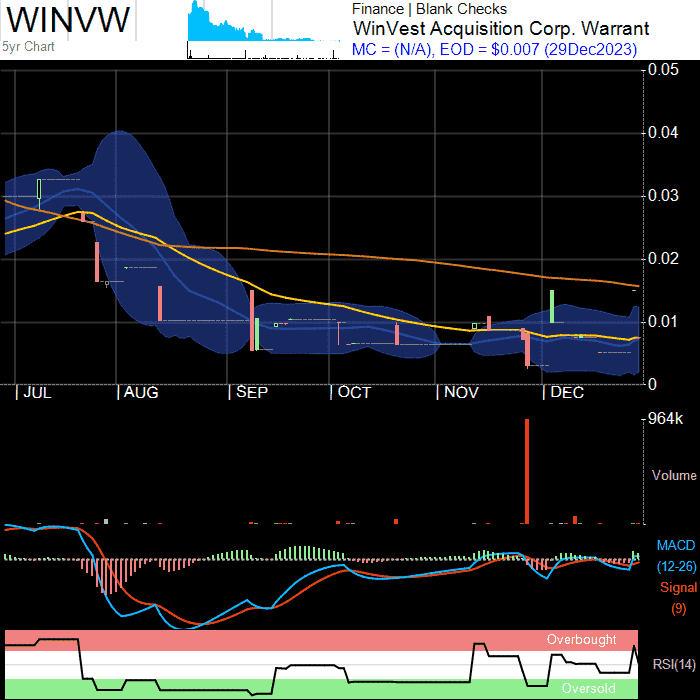 WINVW
5yr Chart
Finance | Blank Checks
WinVest Acquisition Corp. Warrant
MC = (N/A), EOD = $0.007 (29Dec2023)
0.05
0.04
0.03
0.02
0.01
0
JUL
AUG
SEP
OCT
NOV
DEC
964k
Volume
MACD
(12-26)
Signal
(9)
Overbought
RSI(14)
Oversold